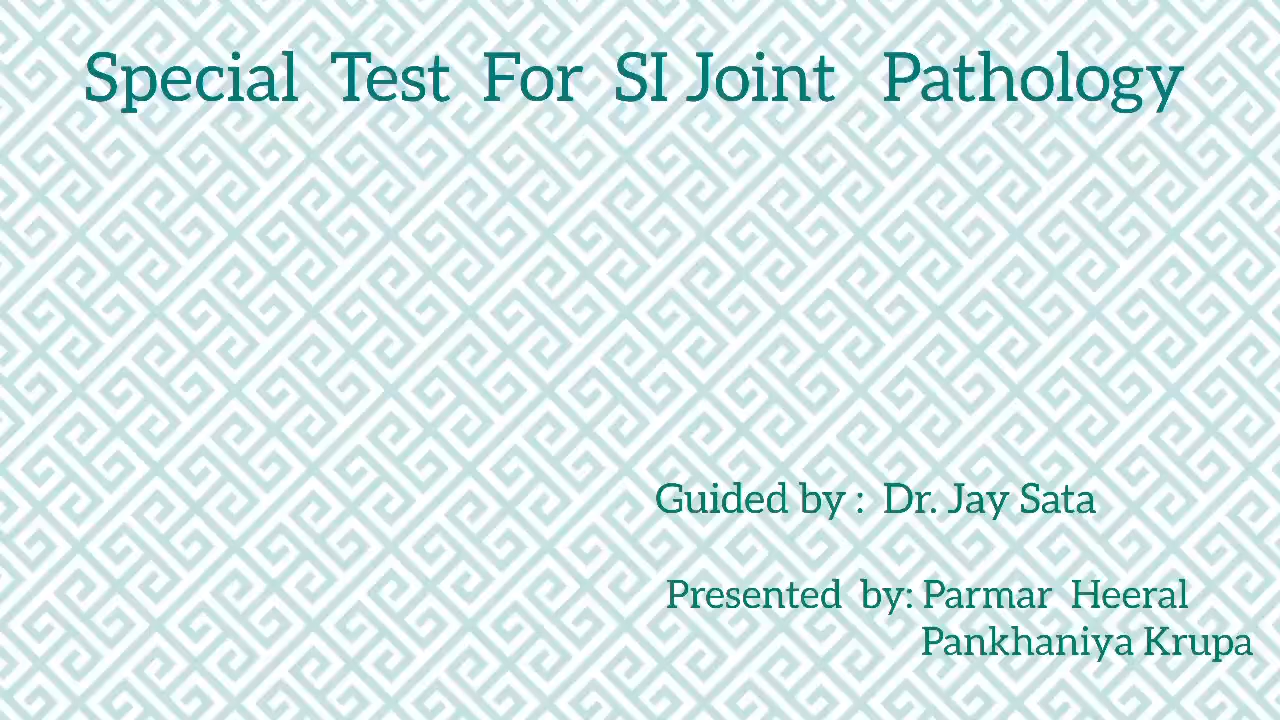 Special Test For SI Joint Pathology
Guided by : Dr. Jay Sata
Presented by: Parmar Heeral
Pankhaniya Krupa